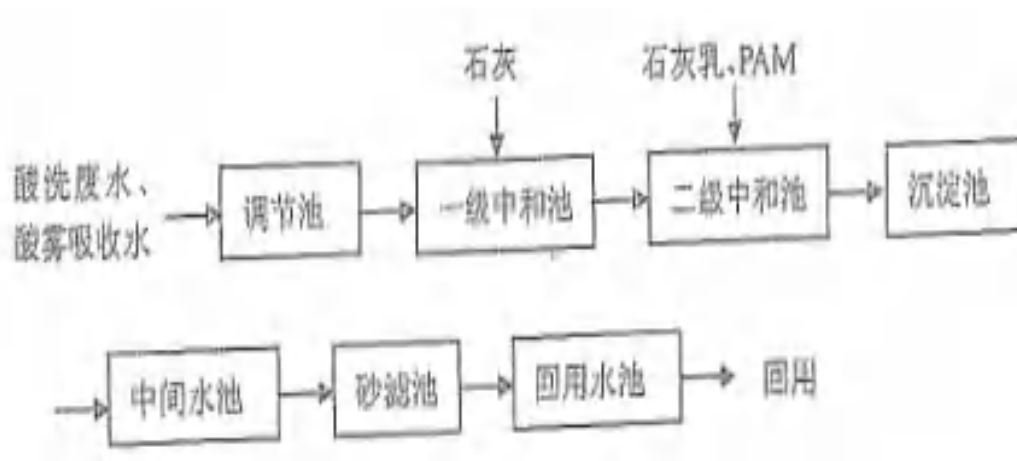 石灰
石灰乳、PAM
酸洗废水、
酸雾吸收水
调节池
一级中和池
二级中和池
沉淀池
中间水池
砂滤池
回用水池
回用